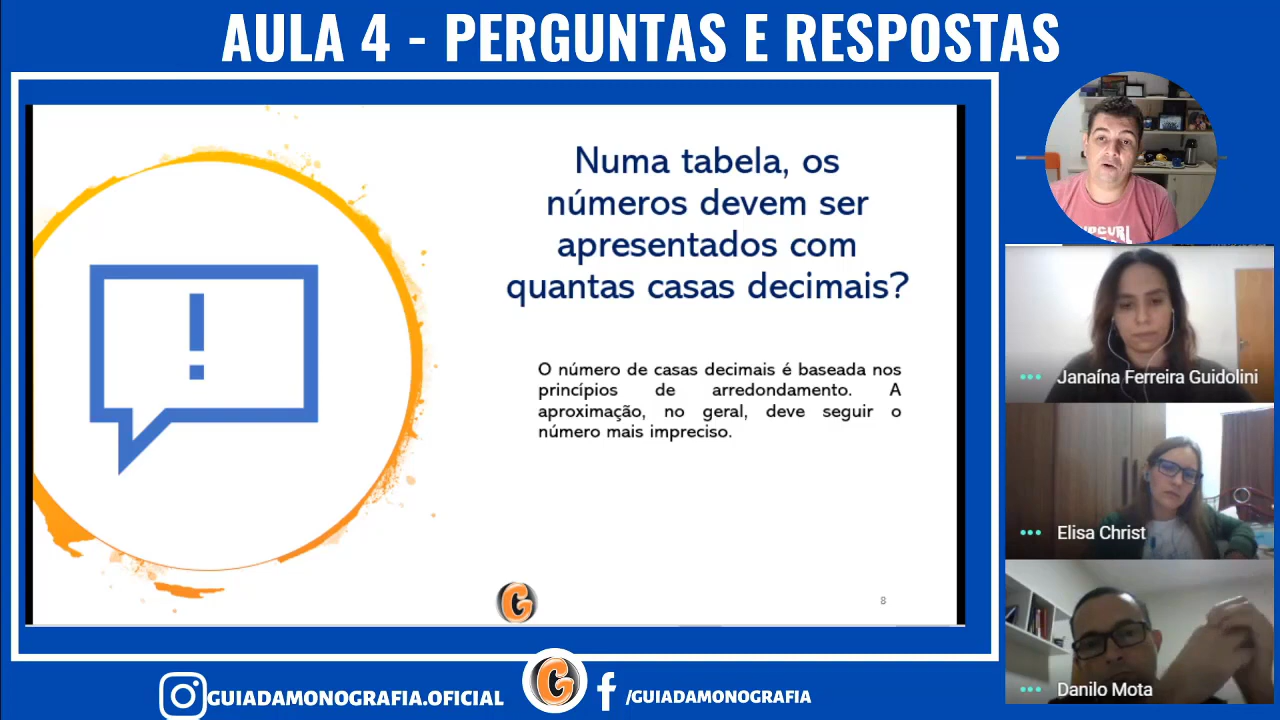 AULA 4 - PERGUNTAS E RESPOSTAS
Numa tabela, os
números devem ser
apresentados com
quantas casas decimais?
O número de casas decimais é baseada nos
princípios de arredondamento. A
aproximação, no geral, deve seguir o
número mais impreciso.
8
Janaína Ferreira Guidolini
Elisa Christ
Danilo Mota
GUIADAMONOGRAFIA.OFICIAL
G
/GUIADAMONOGRAFIA